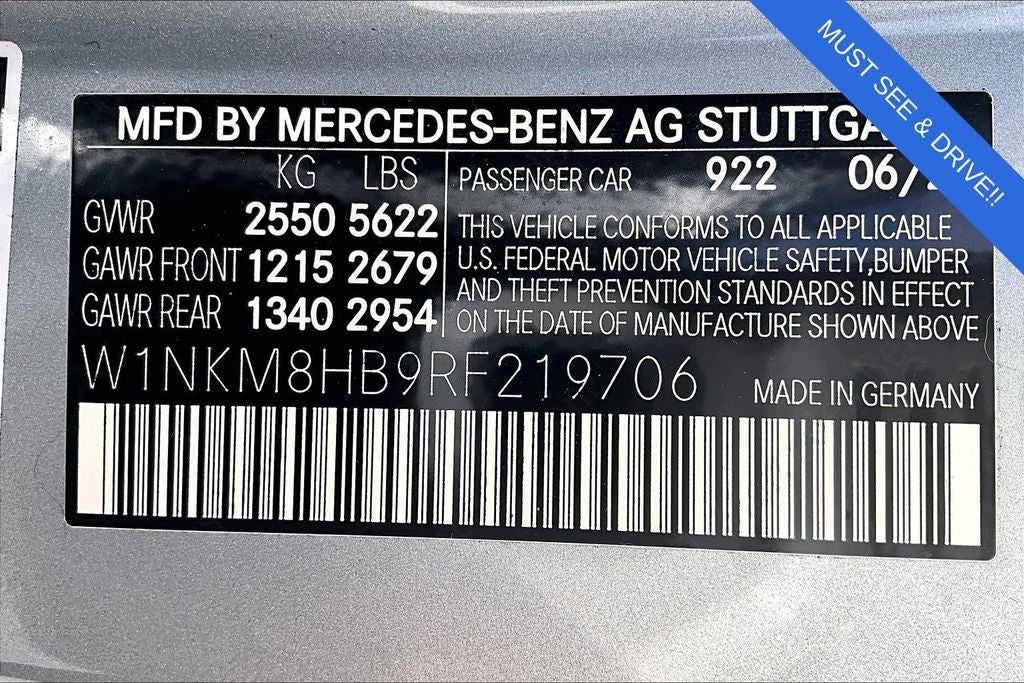 MUST SEE & DRIVE!!
MFD BY MERCEDES-BENZ AG
KG LBS
GVWR 2550 5622
GAWR FRONT 1215 2679
GAWR REAR 1340 2954
PASSENGER CAR 922
THIS VEHICLE CONFORMS TO ALL APPLICABLE
U.S. FEDERAL MOTOR VEHICLE SAFETY, BUMPER
AND THEFT PREVENTION STANDARDS IN EFFECT
ON THE DATE OF MANUFACTURE SHOWN ABOVE
W1NKM8HB9RF219706
MADE IN GERMANY